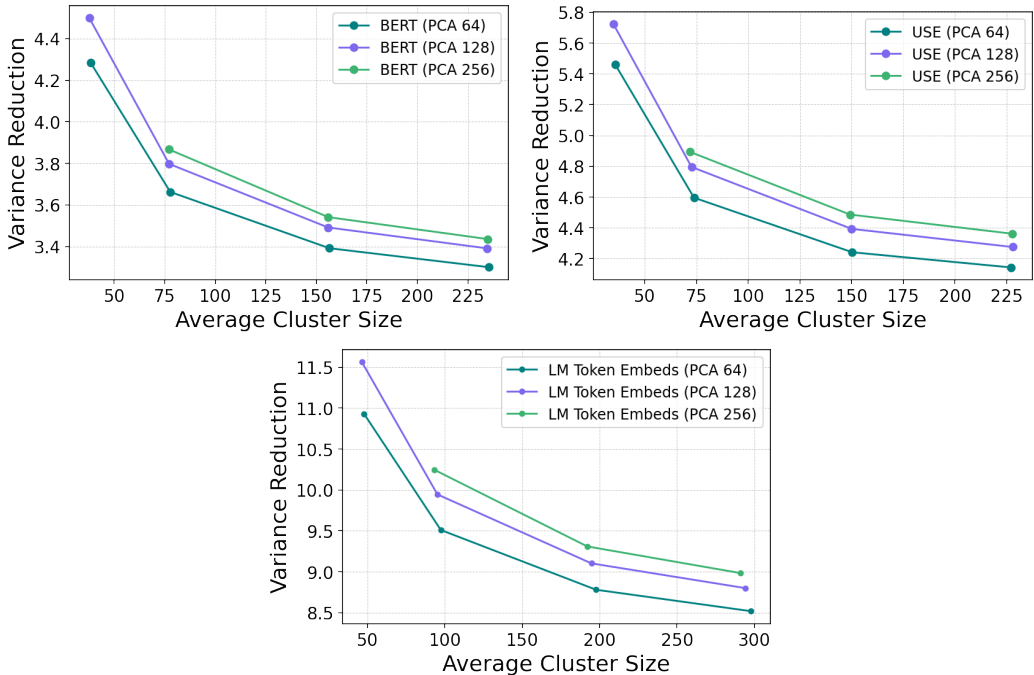 Variance Reduction
4.4
4.2
4.0
3.8
3.6
3.4
BERT (PCA 64)
BERT (PCA 128)
BERT (PCA 256)
50 75 100 125 150 175 200 225
Average Cluster Size
Variance Reduction
5.8
5.6
5.4
5.2
5.0
4.8
4.6
4.4
4.2
USE (PCA 64)
USE (PCA 128)
USE (PCA 256)
50 75 100 125 150 175 200 225
Average Cluster Size
Variance Reduction
11.5
11.0
10.5
10.0
9.5
9.0
8.5
LM Token Embeds (PCA 64)
LM Token Embeds (PCA 128)
LM Token Embeds (PCA 256)
50 100 150 200 250 300
Average Cluster Size